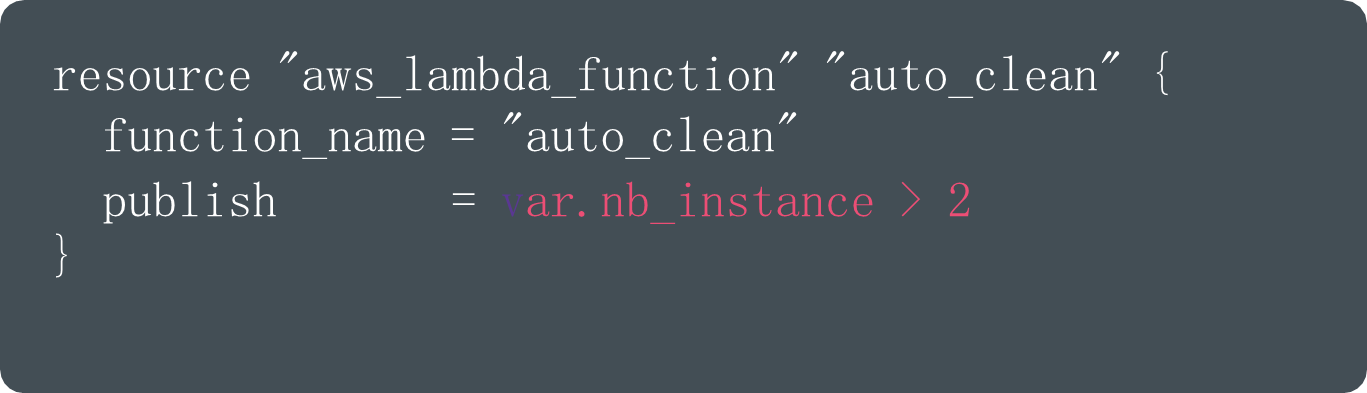 resource "aws_lambda_function" "auto_clean" {
  function_name = "auto_clean"
  publish       = var.nb_instance > 2
}